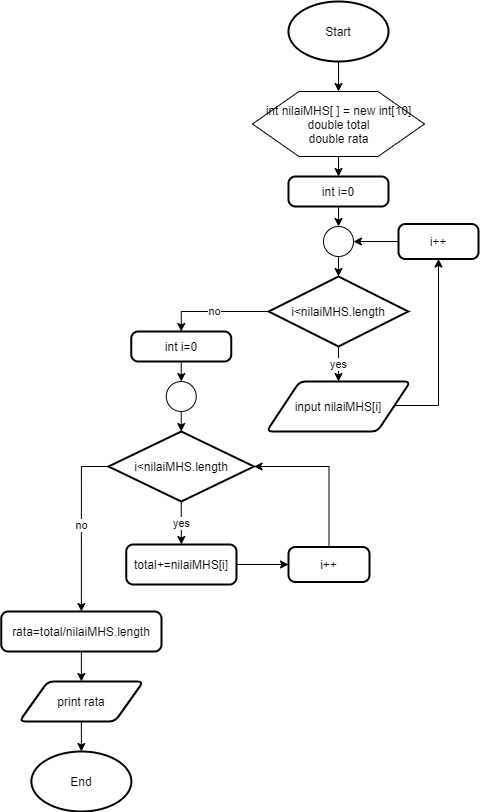 Start
int nilaiMHS[ ] = new int[10]
double total
double rata
int i=0
i++
i<nilaiMHS.length
no
yes
int i=0
input nilaiMHS[i]
i<nilaiMHS.length
no
yes
total+=nilaiMHS[i]
i++
rata=total/nilaiMHS.length
print rata
End